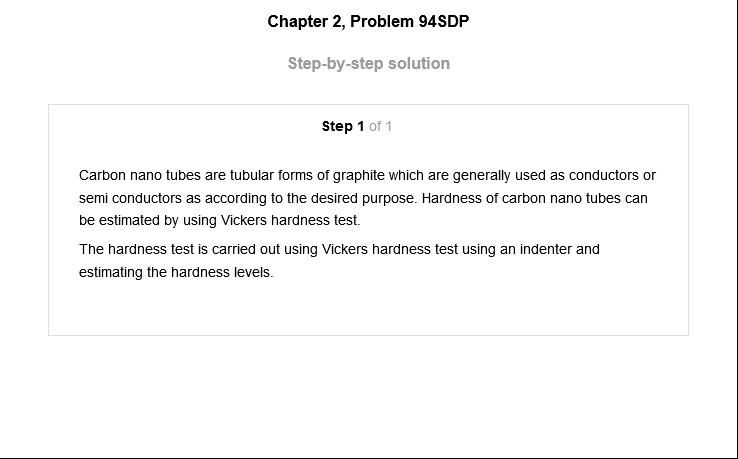 Chapter 2, Problem 94SDP
Step-by-step solution
Step 1 of 1
Carbon nano tubes are tubular forms of graphite which are generally used as conductors or
semi conductors as according to the desired purpose. Hardness of carbon nano tubes can
be estimated by using Vickers hardness test.
The hardness test is carried out using Vickers hardness test using an indenter and
estimating the hardness levels.